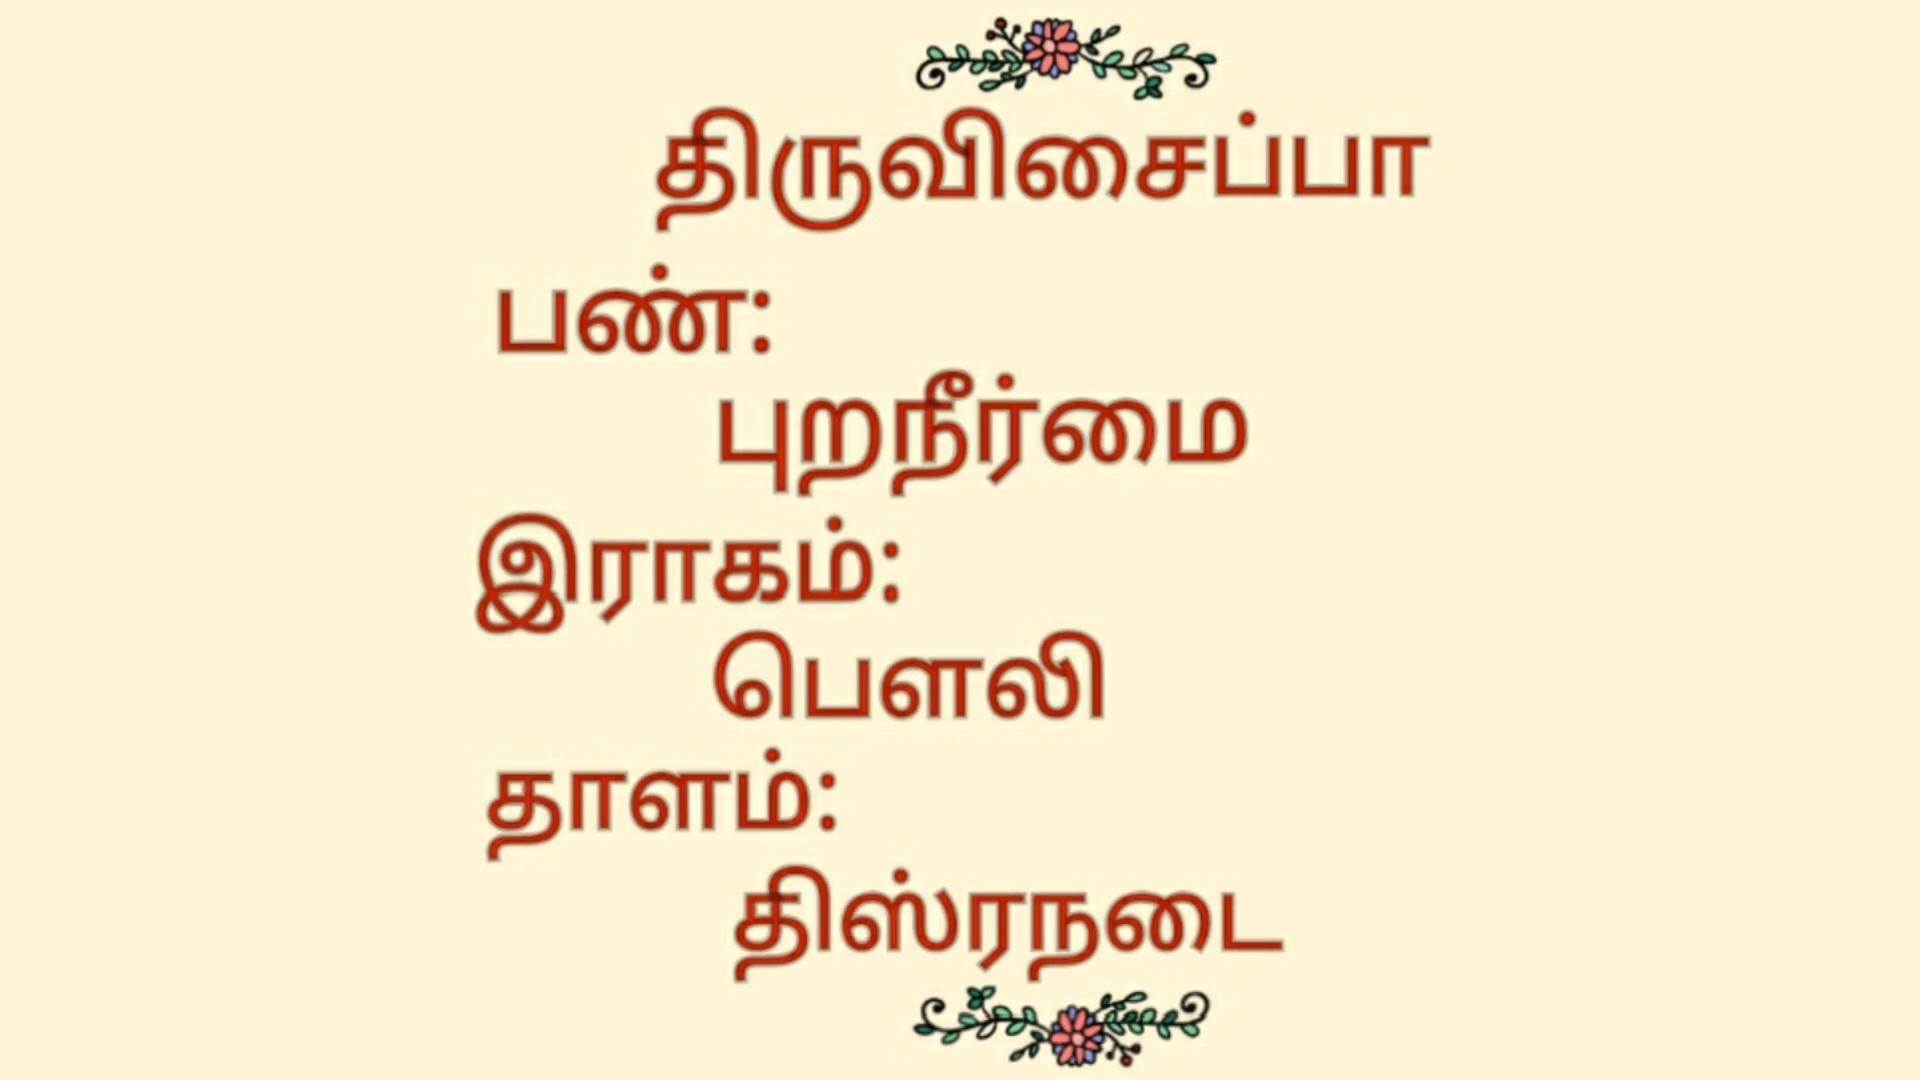 திருவிசைப்பா
பண்:
புறநீர்மை
இராகம்:
பௌலி
தாளம்:
திஸ்ரநடை